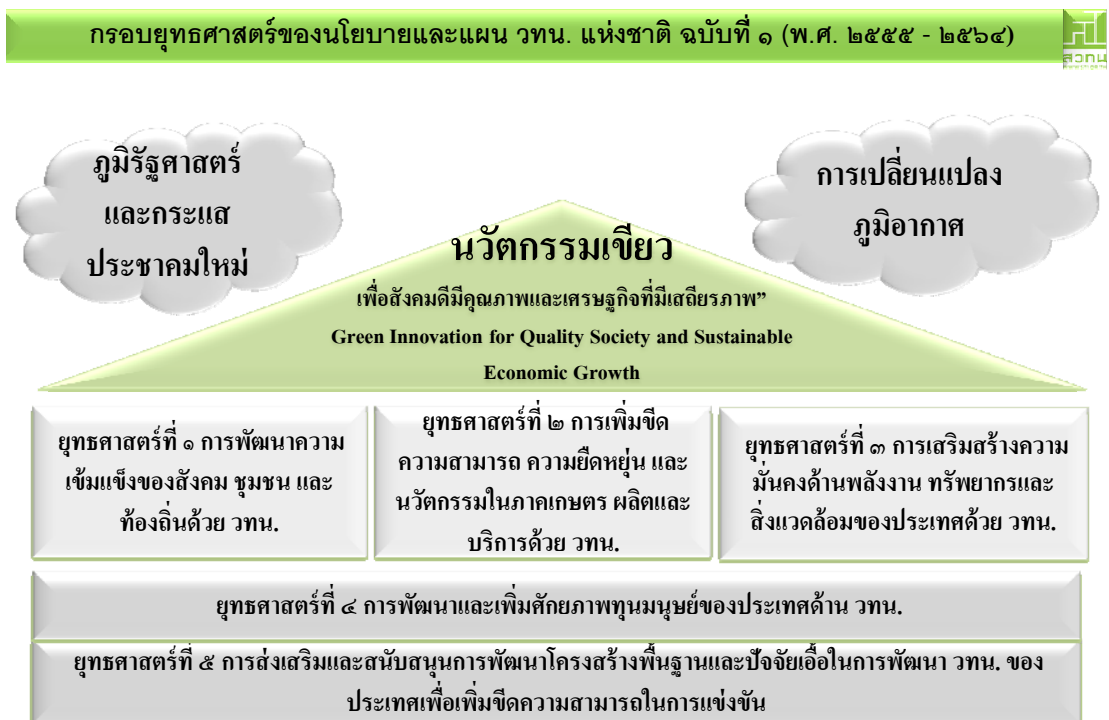 กรอบยุทธศาสตร์ของนโยบายและแผน วทน. แห่งชาติ ฉบับที่ ๑ (พ.ศ. ๒๕๕๕ - ๒๕๖๔)
สวทน
ภูมิรัฐศาสตร์
และกระแส
ประชาคมใหม่
การเปลี่ยนแปลง
ภูมิอากาศ
นวัตกรรมเขียว
เพื่อสังคมดีมีคุณภาพและเศรษฐกิจที่มีเสถียรภาพ”
Green Innovation for Quality Society and Sustainable
Economic Growth
ยุทธศาสตร์ที่ ๑ การพัฒนาความ
เข้มแข็งของสังคม ชุมชน และ
ท้องถิ่นด้วย วทน.
ยุทธศาสตร์ที่ ๒ การเพิ่มขีด
ความสามารถ ความยืดหยุ่น และ
นวัตกรรมในภาคเกษตร ผลิตและ
บริการด้วย วทน.
ยุทธศาสตร์ที่ ๓ การเสริมสร้างความ
มั่นคงด้านพลังงาน ทรัพยากรและ
สิ่งแวดล้อมของประเทศด้วย วทน.
ยุทธศาสตร์ที่ ๔ การพัฒนาและเพิ่มศักยภาพทุนมนุษย์ของประเทศด้าน วทน.
ยุทธศาสตร์ที่ ๕ การส่งเสริมและสนับสนุนการพัฒนาโครงสร้างพื้นฐานและปัจจัยเอื้อในการพัฒนา วทน. ของ
ประเทศเพื่อเพิ่มขีดความสามารถในการแข่งขัน